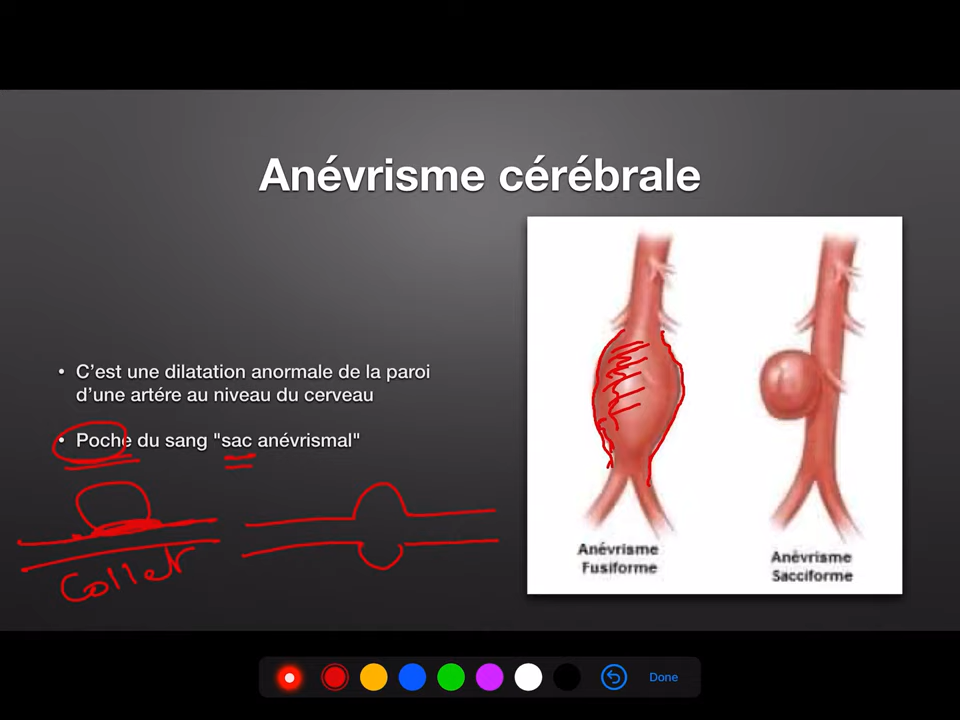 Anévrisme cérébrale
• C’est une dilatation anormale de la paroi
d’une artére au niveau du cerveau
• Poche du sang "sac anévrismal"
Collet
Anévrisme
Fusiforme
Anévrisme
Sacciforme
Done